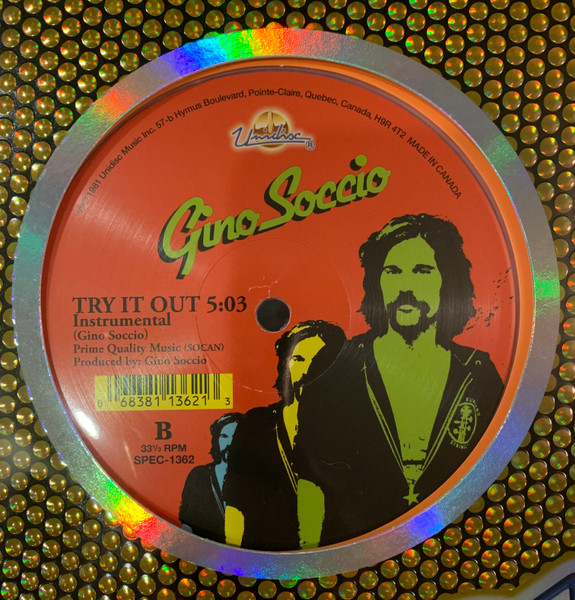 ℗© 1981 Unidisc Music Inc. 57-b Hymus Boulevard, Pointe-Claire, Quebec, Canada, H9R 4T2 MADE IN CANADA
Unidisc®
Gino Soccio
TRY IT OUT 5:03
Instrumental
(Gino Soccio)
Prime Quality Music (SOCAN)
Produced by: Gino Soccio
0 68381 13621 3
B
33⅓ RPM
SPEC-1362